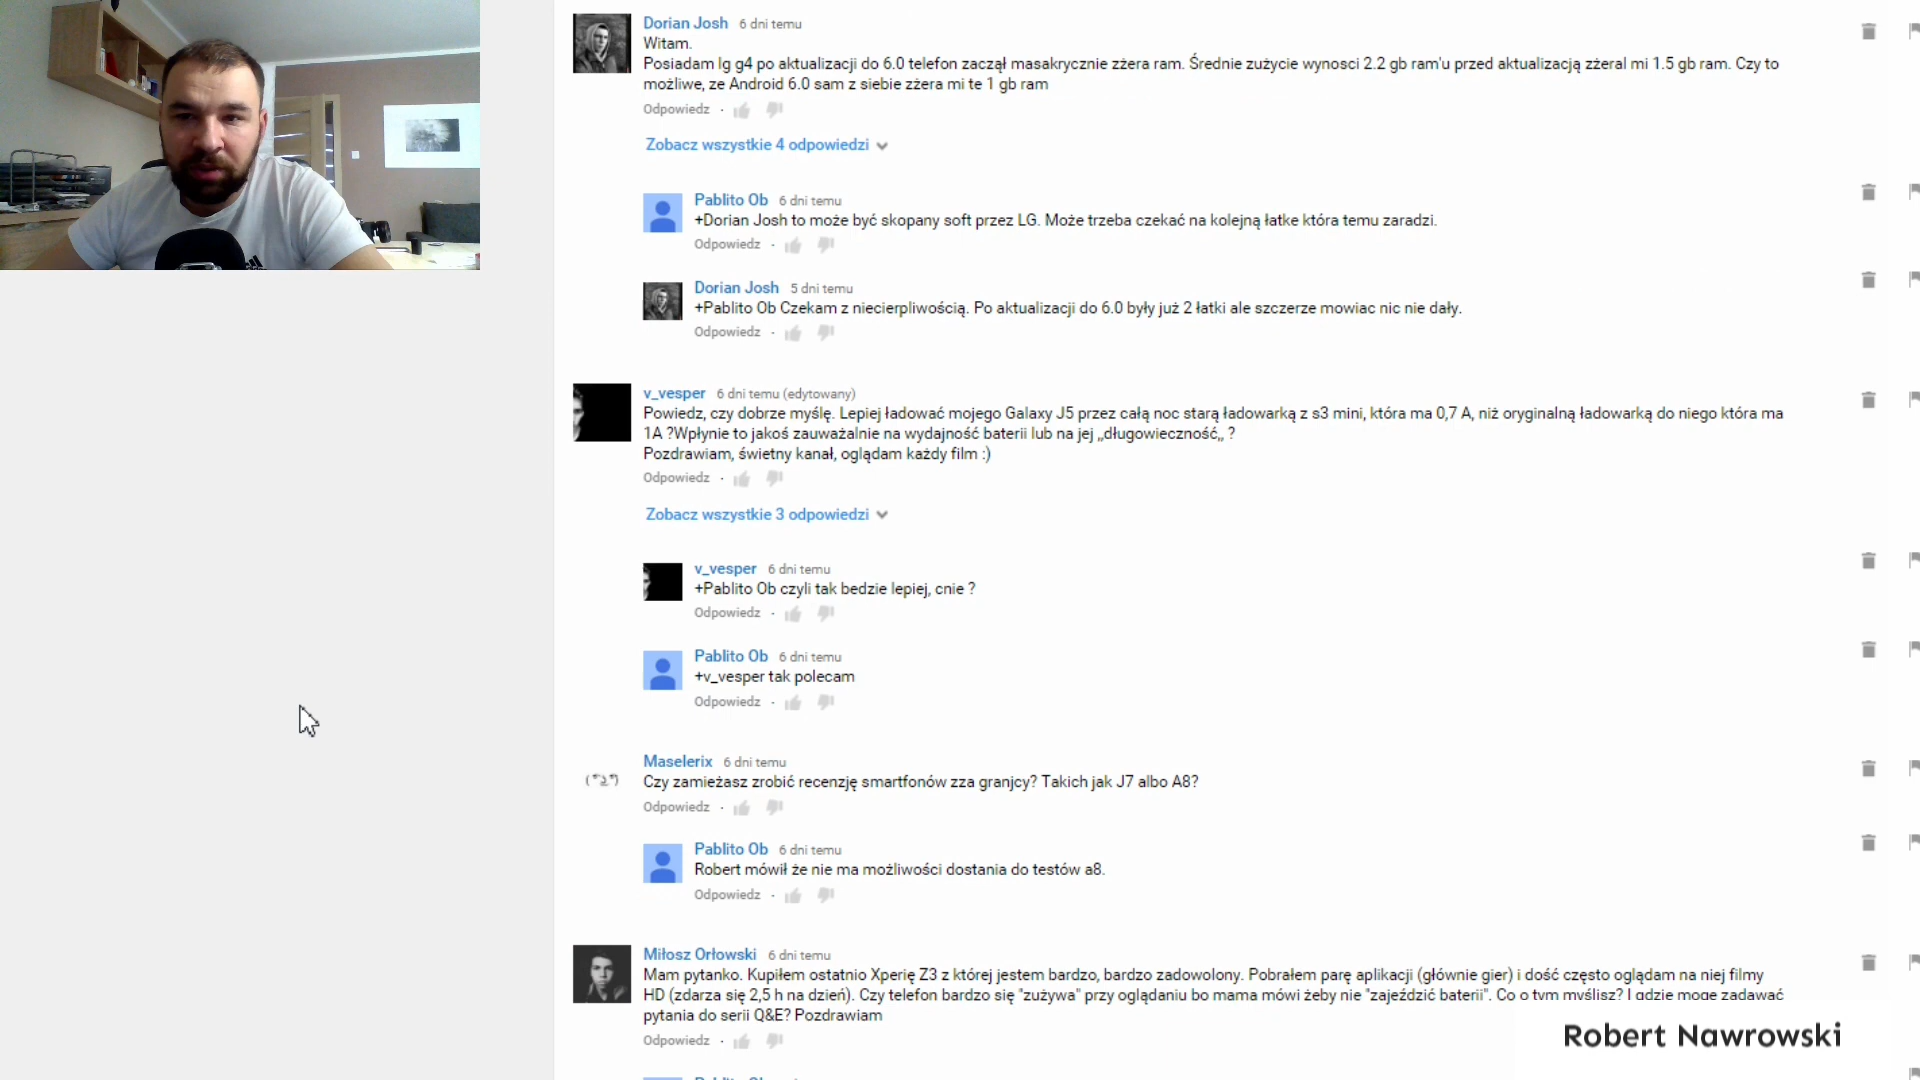 Dorian Josh 6 dni temu
Witam.
Posiadam lg g4 po aktualizacji do 6.0 telefon zaczął masakrycznie zżera ram. Średnie zużycie wynosci 2.2 gb ram'u przed aktualizacją zżeral mi 1.5 gb ram. Czy to
możliwe, ze Android 6.0 sam z siebie zżera mi te 1 gb ram
Odpowiedz ·
Zobacz wszystkie 4 odpowiedzi
Pablito Ob 6 dni temu
+Dorian Josh to może być skopany soft przez LG. Może trzeba czekać na kolejną łatke która temu zaradzi.
Odpowiedz ·
Dorian Josh 5 dni temu
+Pablito Ob Czekam z niecierpliwością. Po aktualizacji do 6.0 były już 2 łatki ale szczerze mowiac nic nie dały.
Odpowiedz ·
v_vesper 6 dni temu (edytowany)
Powiedz, czy dobrze myślę. Lepiej ładować mojego Galaxy J5 przez całą noc starą ładowarką z s3 mini, która ma 0,7 A, niż oryginalną ładowarką do niego która ma
1A ?Wpłynie to jakoś zauważalnie na wydajność baterii lub na jej ,,długowieczność,, ?
Pozdrawiam, świetny kanał, oglądam każdy film :)
Odpowiedz ·
Zobacz wszystkie 3 odpowiedzi
v_vesper 6 dni temu
+Pablito Ob czyli tak bedzie lepiej, cnie ?
Odpowiedz ·
Pablito Ob 6 dni temu
+v_vesper tak polecam
Odpowiedz ·
Maselerix 6 dni temu
Czy zamieżasz zrobić recenzję smartfonów zza granjcy? Takich jak J7 albo A8?
Odpowiedz ·
Pablito Ob 6 dni temu
Robert mówił że nie ma możliwości dostania do testów a8.
Odpowiedz ·
Miłosz Orłowski 6 dni temu
Mam pytanko. Kupiłem ostatnio Xperię Z3 z której jestem bardzo, bardzo zadowolony. Pobrałem parę aplikacji (głównie gier) i dość często oglądam na niej filmy
HD (zdarza się 2,5 h na dzień). Czy telefon bardzo się "zużywa" przy oglądaniu bo mama mówi żeby nie "zajeździć baterii". Co o tym myślisz? I gdzie mogę zadawać
pytania do serii Q&E? Pozdrawiam
Odpowiedz ·
Robert Nawrowski